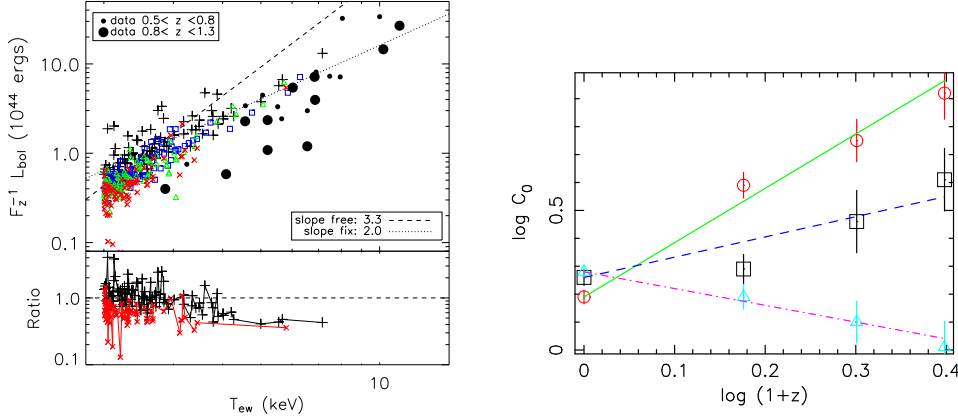 data 0.5< z <0.8
data 0.8< z <1.3
10.0
1.0
0.1
F_z^-1 L_bol (10^44 ergs)
slope free: 3.3
slope fix: 2.0
1.0
0.1
Ratio
10
T_ew (keV)
log C_0
0.5
0
0 0.1 0.2 0.3 0.4
log (1+z)